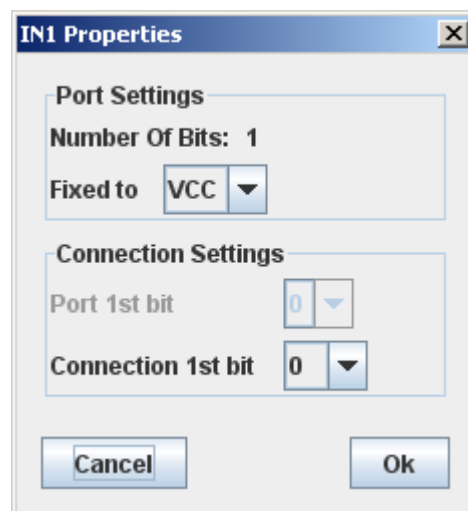 IN1 Properties
Port Settings
Number Of Bits: 1
Fixed to VCC
Connection Settings
Port 1st bit 0
Connection 1st bit 0
Cancel Ok